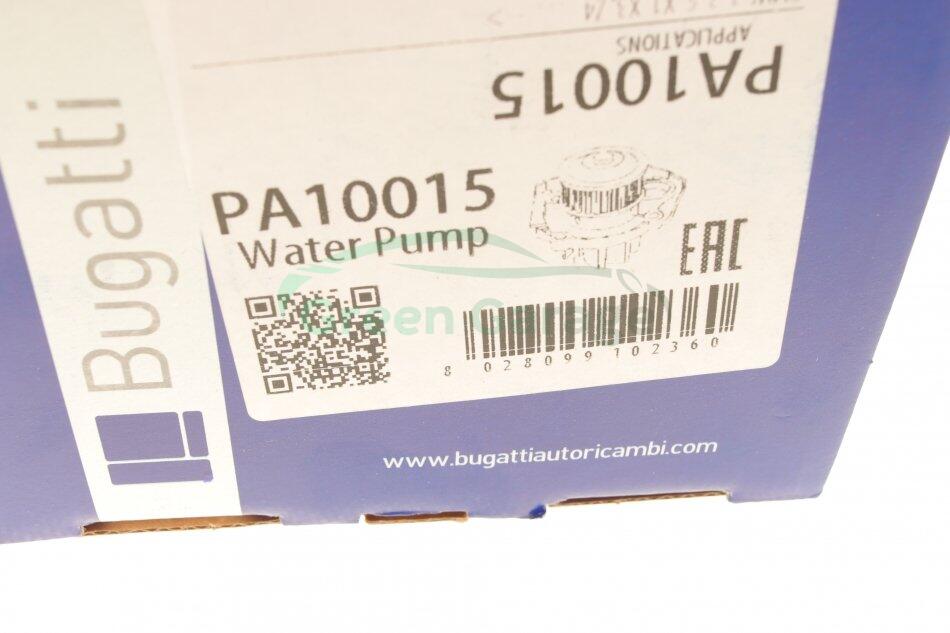 APPLICATIONS
PA10015
Bugatti
PA10015
Water Pump
EAC
Green Garage
8 028099 102360
www.bugattiautoricambi.com